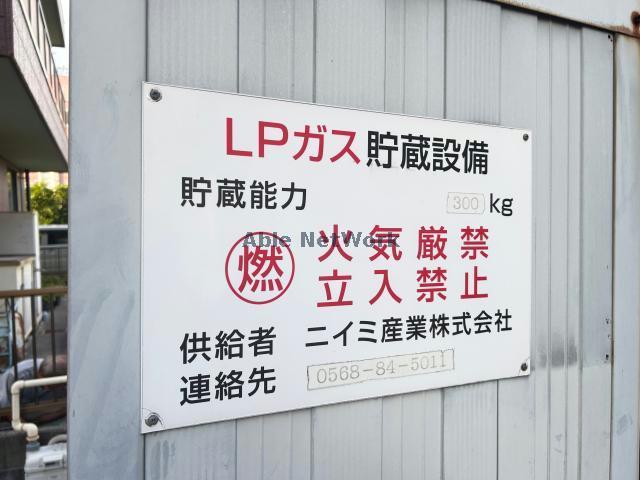 LPガス貯蔵設備
貯蔵能力 300 kg
燃 火気厳禁
立入禁止
Able NetWork
供給者 ニイミ産業株式会社
連絡先 0568-84-5011